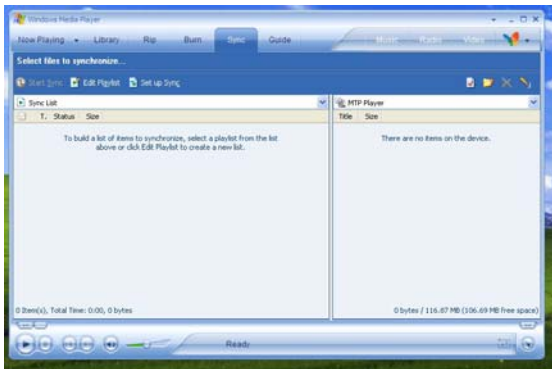 Windows Media Player
Now Playing Library Rip Burn Sync Guide Music Radio Video
Select files to synchronize...
Start Sync Edit Playlist Set up Sync
Sync List
MTP Player
T. Status Size
Title Size
To build a list of items to synchronize, select a playlist from the list
above or click Edit Playlist to create a new list.
There are no items on the device.
0 Item(s), Total Time: 0:00, 0 bytes
0 bytes / 116.87 MB (106.69 MB free space)
Ready